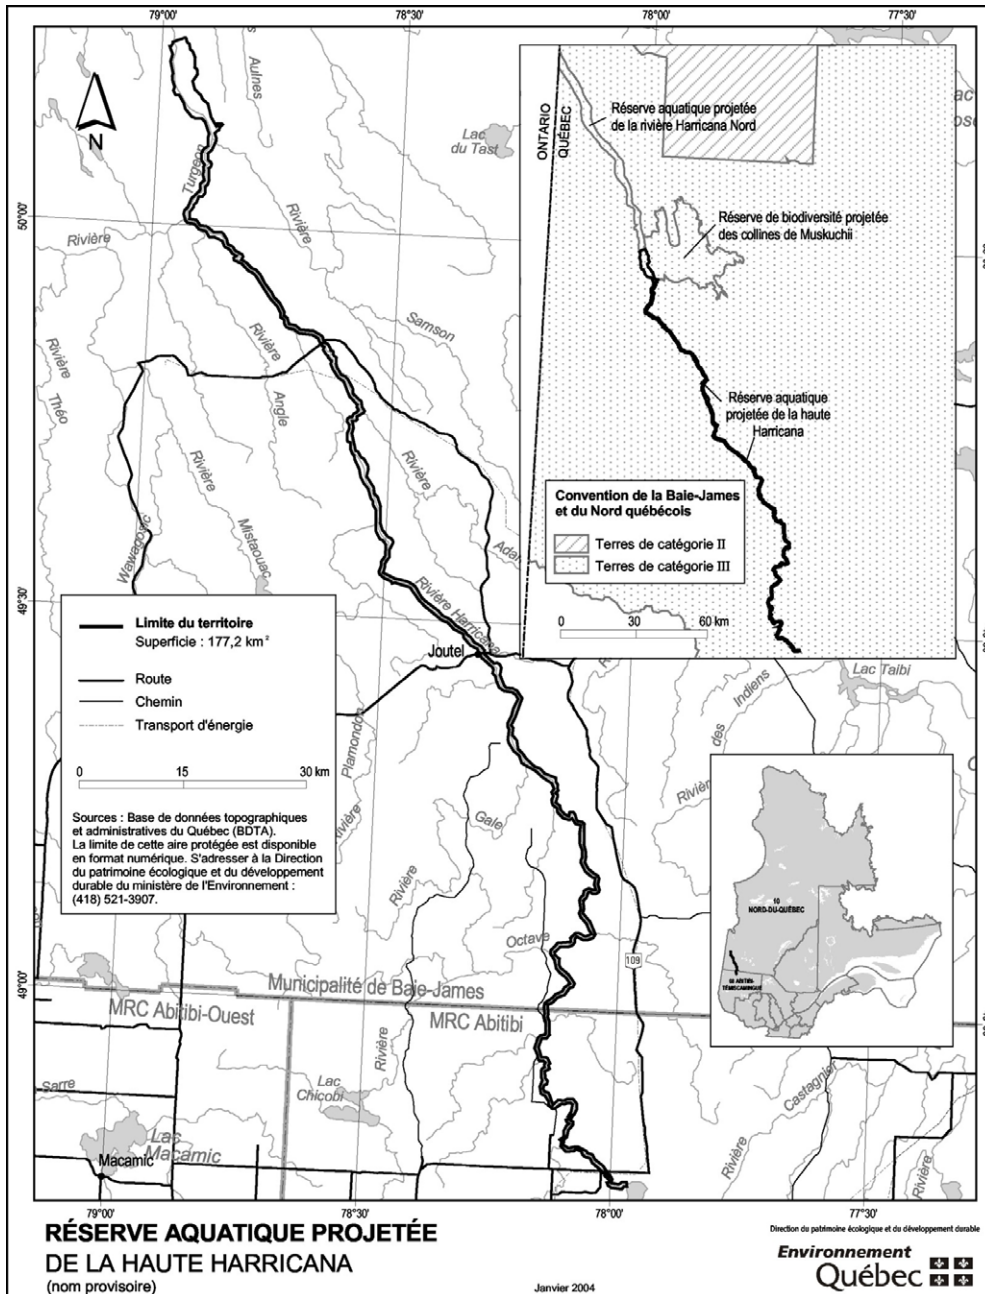 79°00'
78°30'
78°00'
77°30'
Aulnes
N
Lac
du Tast
Turgeon
50°00'
Rivière
Rivière
Samson
Rivière
Rivière
Théo
Angle
Rivière
Mistaouac
Wawagosic
Rivière
Rivière Harricana
49°30'
Joutel
ONTARIO
QUÉBEC
Réserve aquatique projetée
de la rivière Harricana Nord
Réserve de biodiversité projetée
des collines de Muskuchii
Réserve aquatique
projetée de la haute
Harricana
Convention de la Baie-James
et du Nord québécois
Terres de catégorie II
Terres de catégorie III
0 30 60 km
Limite du territoire
Superficie : 177,2 km²
Route
Chemin
Transport d'énergie
0 15 30 km
Sources : Base de données topographiques
et administratives du Québec (BDTA).
La limite de cette aire protégée est disponible
en format numérique. S'adresser à la Direction
du patrimoine écologique et du développement
durable du ministère de l'Environnement :
(418) 521-3907.
Plamondon
Rivière
Gale
Rivière
Octave
109
Lac Talbi
Indiens
des
Rivière
10
NORD-DU-QUÉBEC
08 ABITIBI-
TÉMISCAMINGUE
49°00'
Municipalité de Baie-James
MRC Abitibi-Ouest
MRC Abitibi
Rivière
Lac
Chicobi
Sarre
Lac
Macamic
Macamic
Castagnier
Rivière
Rivière
79°00'
78°30'
78°00'
77°30'
RÉSERVE AQUATIQUE PROJETÉE
DE LA HAUTE HARRICANA
(nom provisoire)
Janvier 2004
Direction du patrimoine écologique et du développement durable
Environnement
Québec